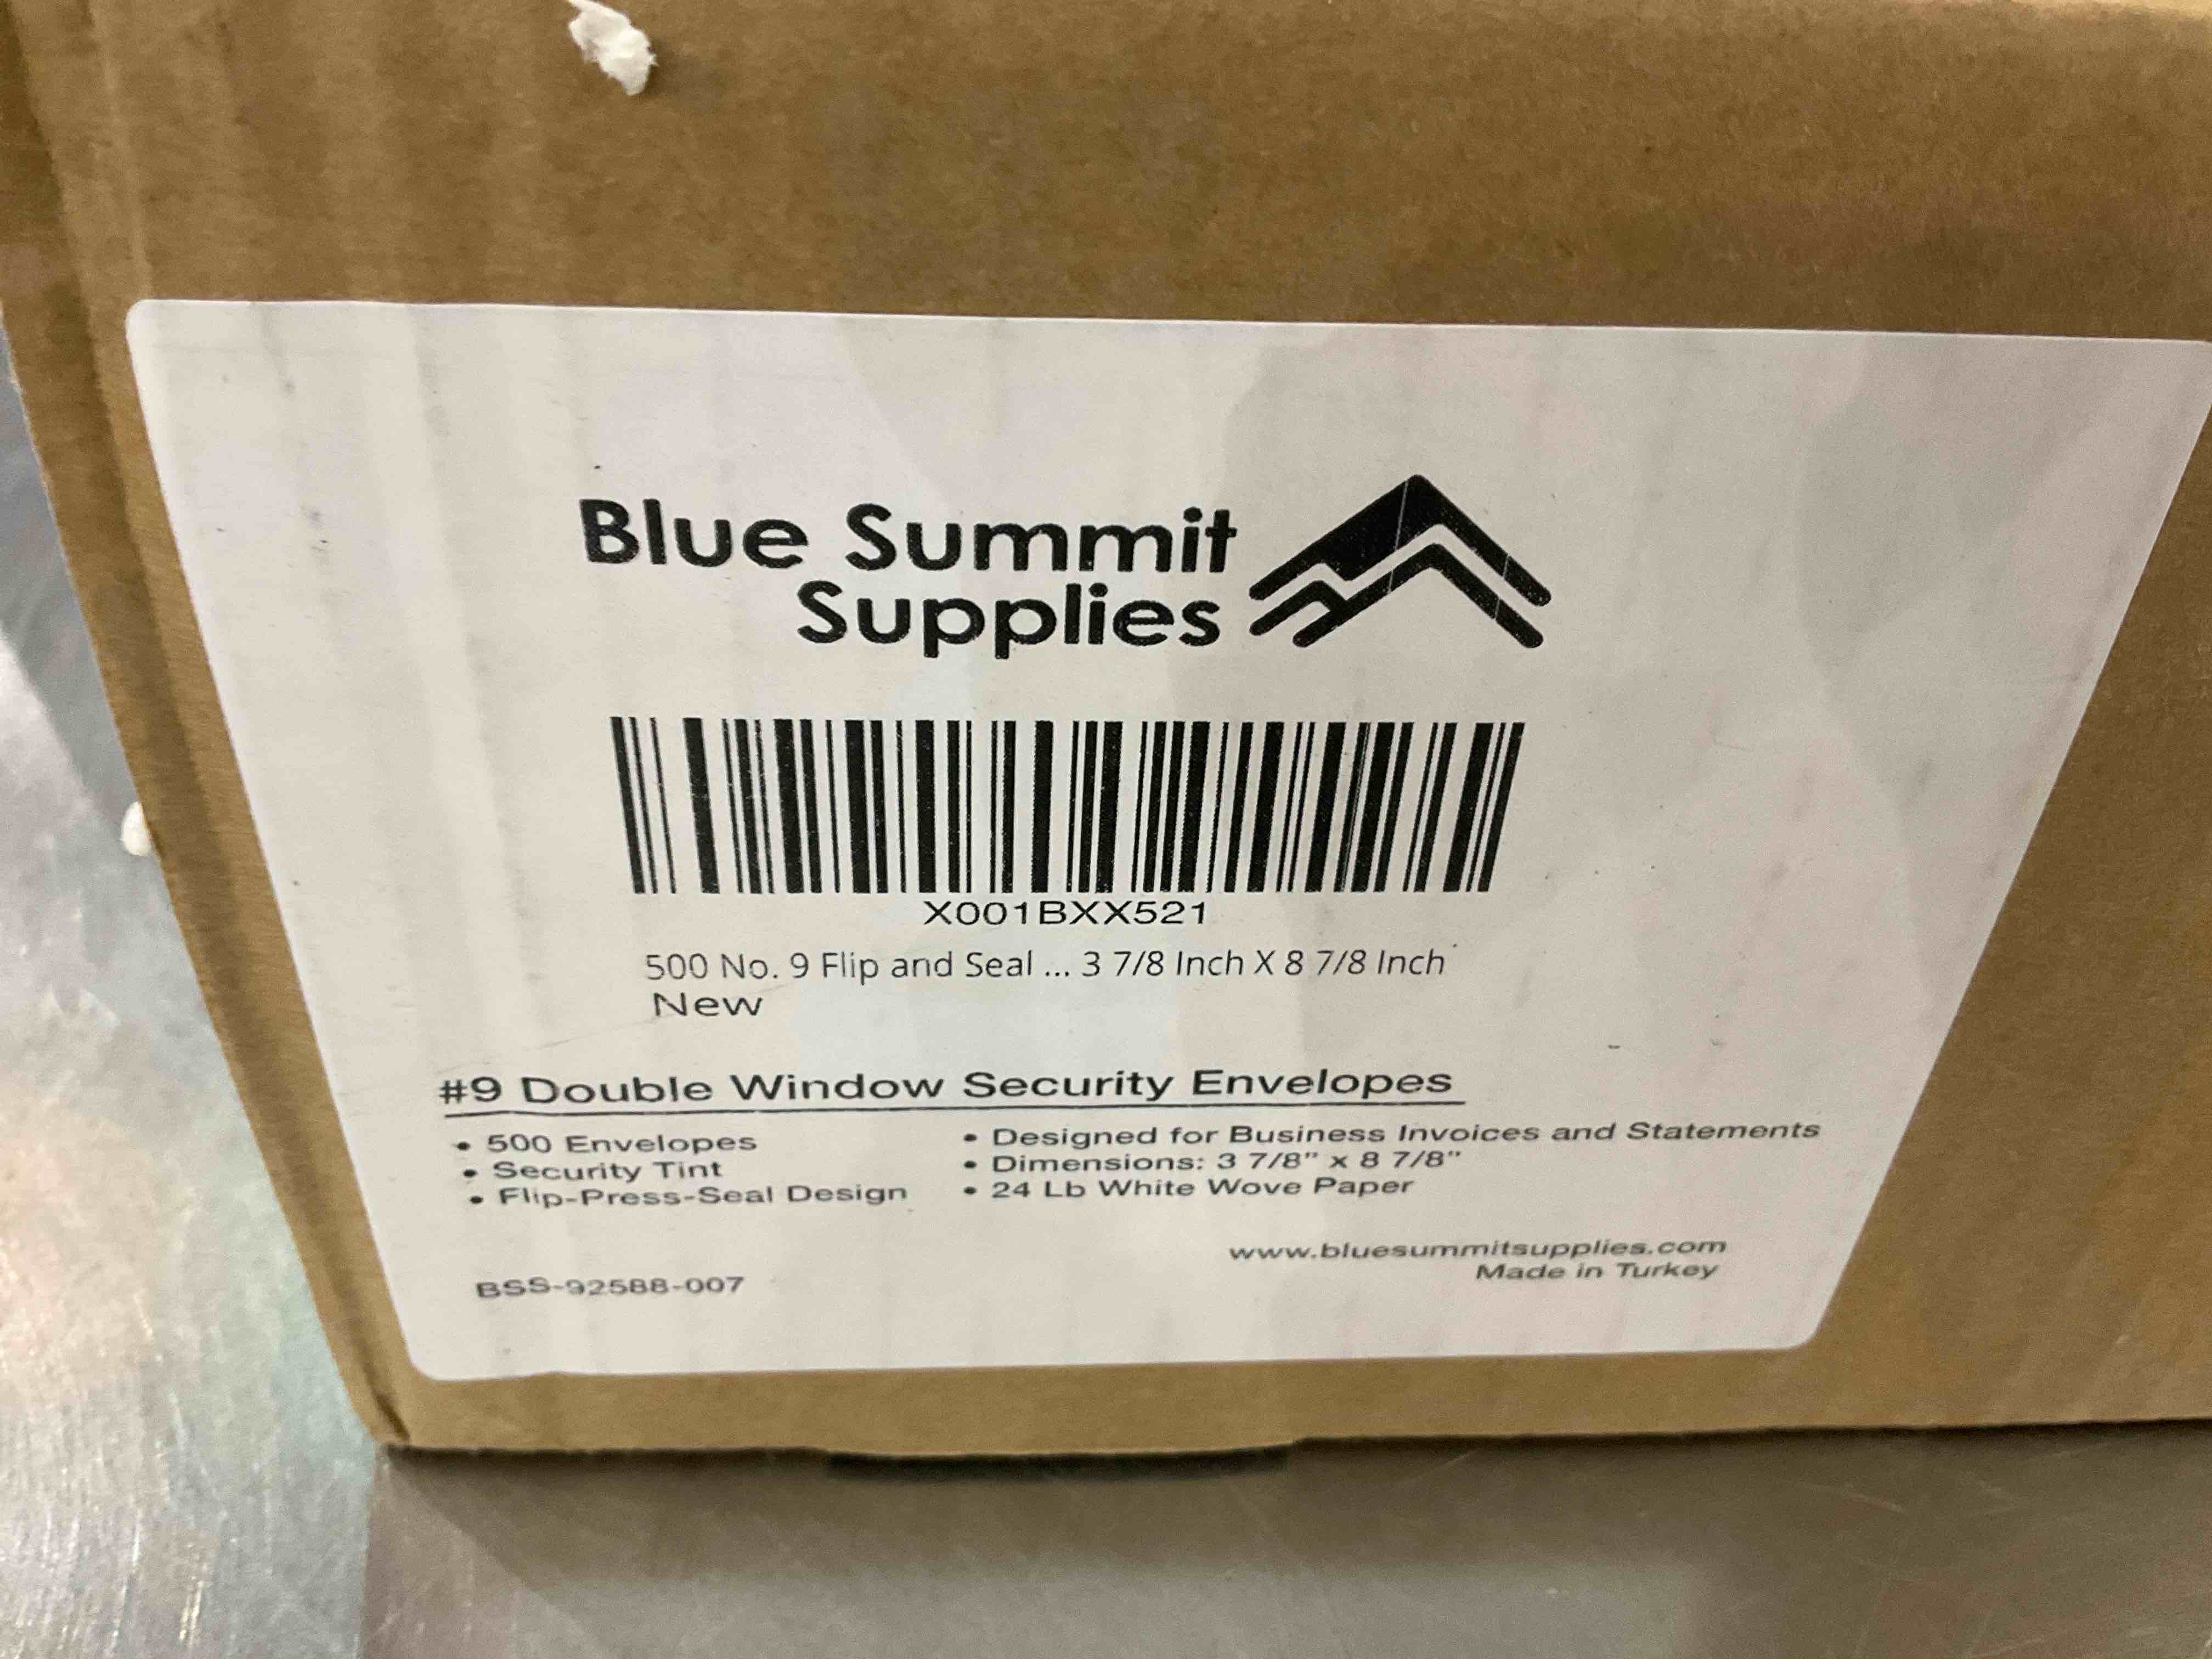 Blue Summit
Supplies
X001BXX521
500 No. 9 Flip and Seal ... 3 7/8 Inch X 8 7/8 Inch
New
#9 Double Window Security Envelopes
• 500 Envelopes
• Security Tint
• Flip-Press-Seal Design
• Designed for Business Invoices and Statements
• Dimensions: 3 7/8" x 8 7/8"
• 24 Lb White Wove Paper
www.bluesummitsupplies.com
Made in Turkey
BSS-92588-007